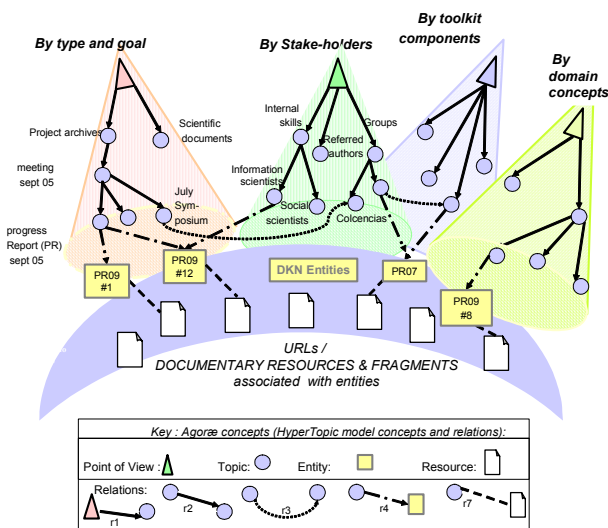 By type and goal
By Stake-holders
By toolkit
components
By
domain
concepts
Internal
skills
Groups
Project archives
Scientific
documents
Referred
authors
meeting
sept 05
Information
scientists
July
Sym-
posium
Social
scientists
Colcencias
progress
Report (PR)
sept 05
PR09
#1
PR09
#12
DKN Entities
PR07
PR09
#8
URLs /
DOCUMENTARY RESOURCES & FRAGMENTS
associated with entities
Key : Agoræ concepts (HyperTopic model concepts and relations):
Point of View :
Topic:
Entity:
Resource:
Relations:
r1
r2
r3
r4
r7